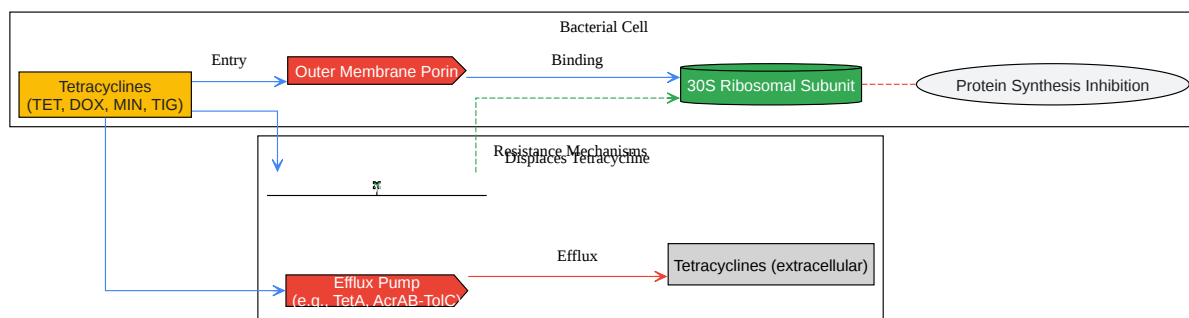 Bacterial Cell
Entry
Outer Membrane Porin
Binding
Tetracyclines
(TET, DOX, MIN, TIG)
30S Ribosomal Subunit
Protein Synthesis Inhibition
Resistance Mechanisms
Displaces Tetracycline
Efflux
Tetracyclines (extracellular)
Efflux Pump
(e.g., TetA, AcrAB-TolC)